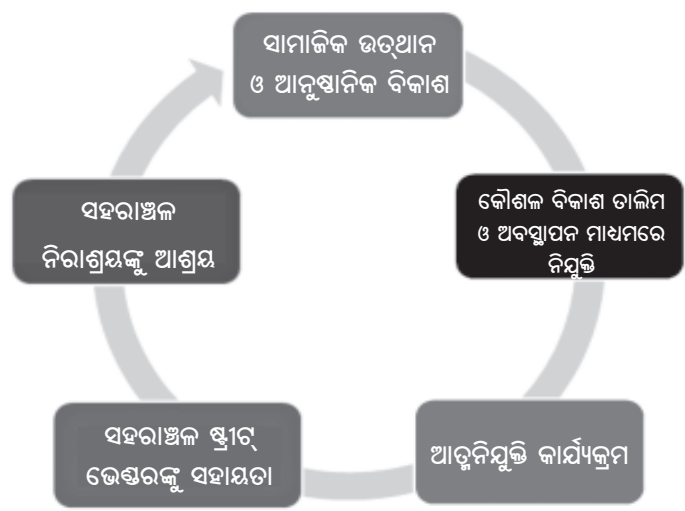 ସାମାଜିକ ଉତ୍‌ଥାନ
ଓ ଆନୁଷ୍ଠାନିକ ବିକାଶ
କୌଶଳ ବିକାଶ ତାଲିମ
ଓ ଅବସ୍ଥାପନ ମାଧ୍ୟମରେ
ନିଯୁକ୍ତି
ଆତ୍ମନିଯୁକ୍ତି କାର୍ଯ୍ୟକ୍ରମ
ସହରାଞ୍ଚଳ ଷ୍ଟ୍ରୀଟ୍
ଭେଣ୍ଡରଙ୍କୁ ସହାୟତା
ସହରାଞ୍ଚଳ
ନିରାଶ୍ରୟଙ୍କୁ ଆଶ୍ରୟ